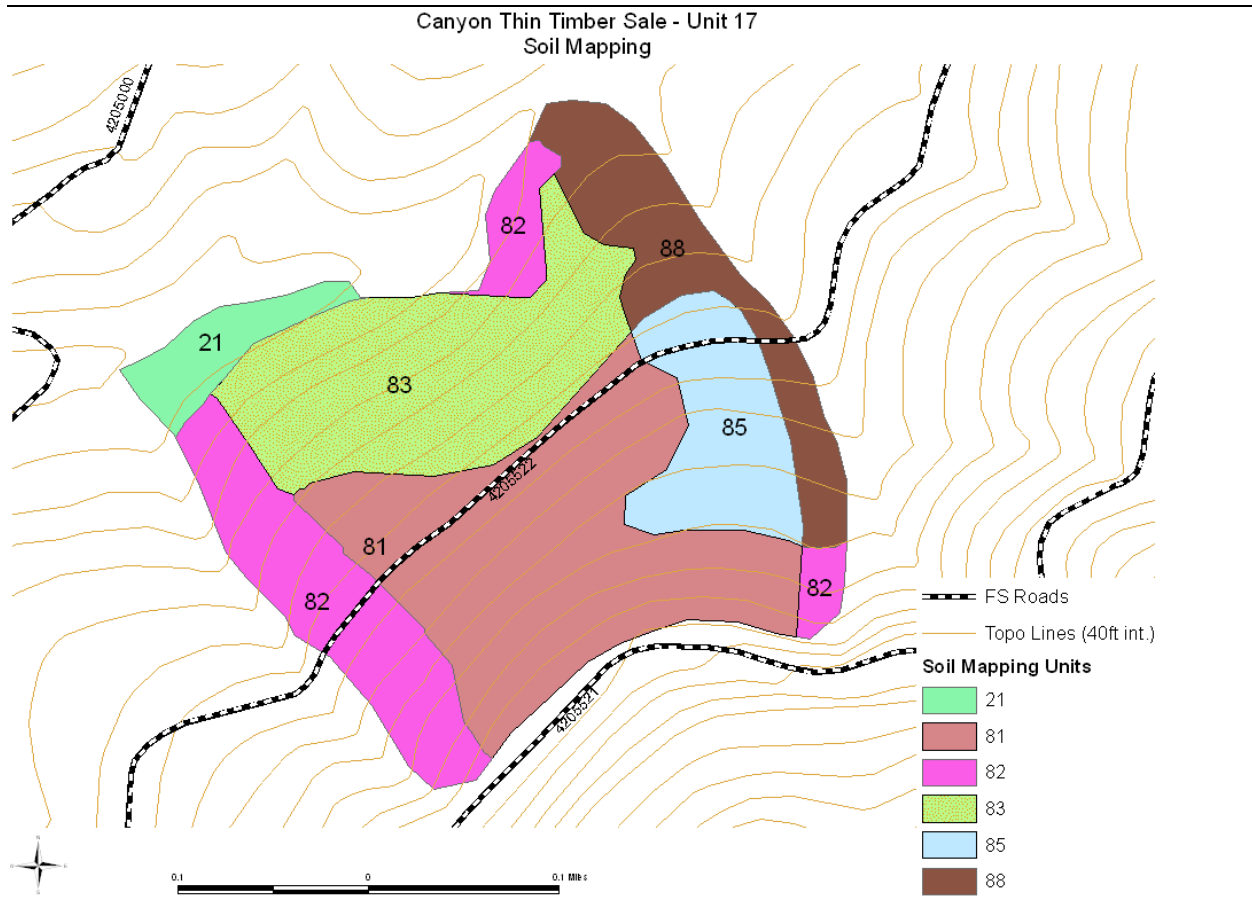 Canyon Thin Timber Sale - Unit 17
Soil Mapping
4205000
82
88
21
83
85
4205522
81
82
82
4205521
FS Roads
Topo Lines (40ft int.)
Soil Mapping Units
21
81
82
83
85
88
0.1 0 0.1 Miles